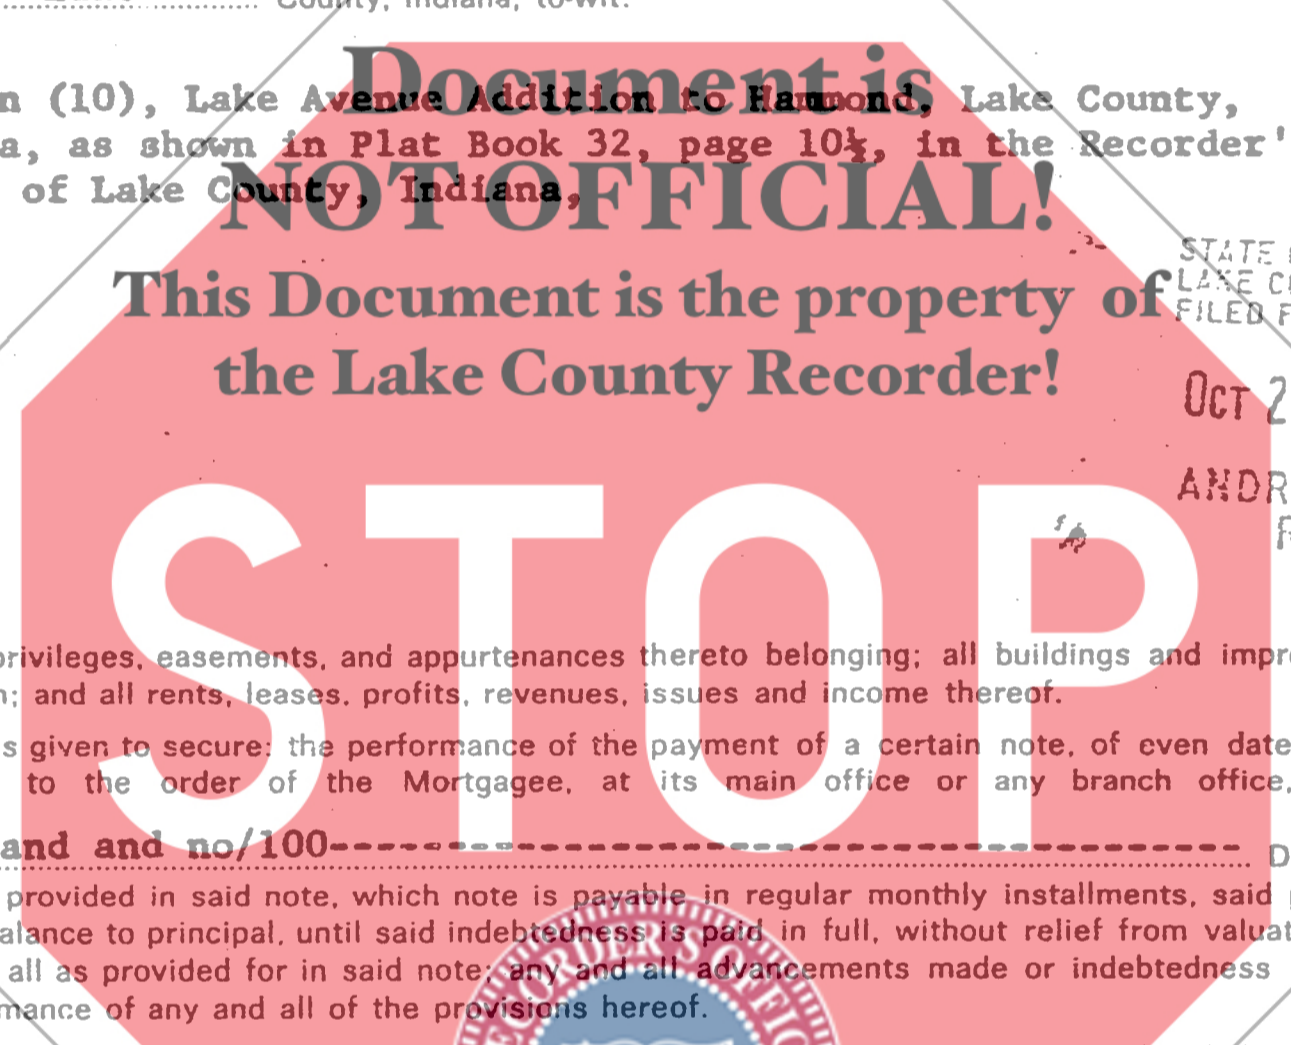 County, Indiana, to-wit:
Document is
n (10), Lake Avenue Addition to Hammond, Lake County,
a, as shown in Plat Book 32, page 10½, in the Recorder'
of Lake County, Indiana,
NOT OFFICIAL!
STATE
This Document is the property of
LAKE
FILED F
the Lake County Recorder!
OCT 2
ANDR
STOP
privileges, easements, and appurtenances thereto belonging; all buildings and impr
n; and all rents, leases, profits, revenues, issues and income thereof.
s given to secure: the performance of the payment of a certain note, of even date
to the order of the Mortgagee, at its main office or any branch office,
and and no/100
D
provided in said note, which note is payable in regular monthly installments, said
alance to principal, until said indebtedness is paid in full, without relief from valuat
all as provided for in said note; any and all advancements made or indebtedness
mance of any and all of the provisions hereof.
RECORDER'S OFFIC